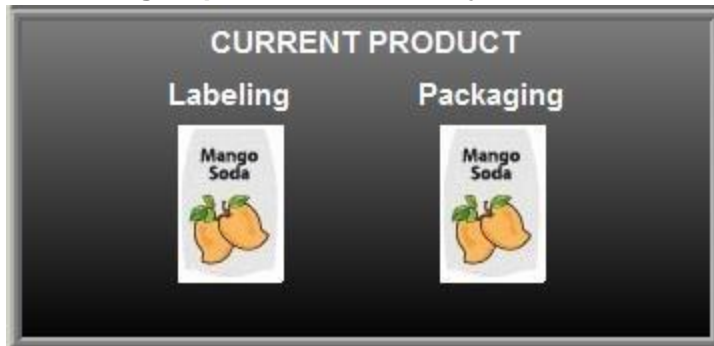 CURRENT PRODUCT
Labeling Packaging
Mango Mango
Soda Soda